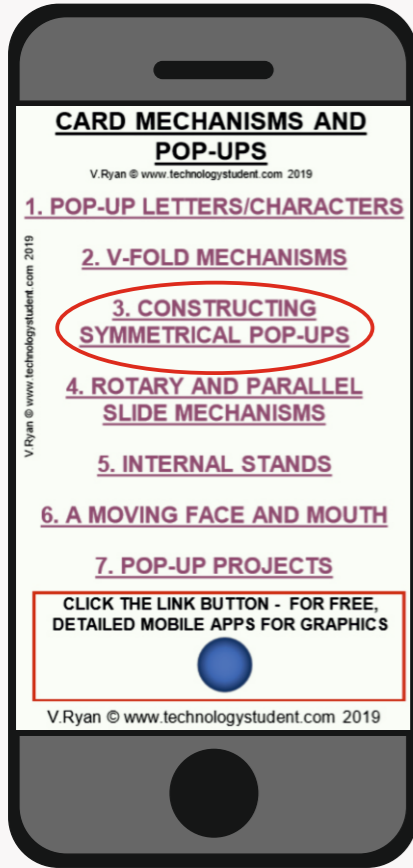 CARD MECHANISMS AND
POP-UPS
V.Ryan © www.technologystudent.com 2019
1. POP-UP LETTERS/CHARACTERS
2. V-FOLD MECHANISMS
3. CONSTRUCTING
SYMMETRICAL POP-UPS
4. ROTARY AND PARALLEL
SLIDE MECHANISMS
5. INTERNAL STANDS
6. A MOVING FACE AND MOUTH
7. POP-UP PROJECTS
V.Ryan © www.technologystudent.com 2019
CLICK THE LINK BUTTON - FOR FREE,
DETAILED MOBILE APPS FOR GRAPHICS
V.Ryan © www.technologystudent.com 2019